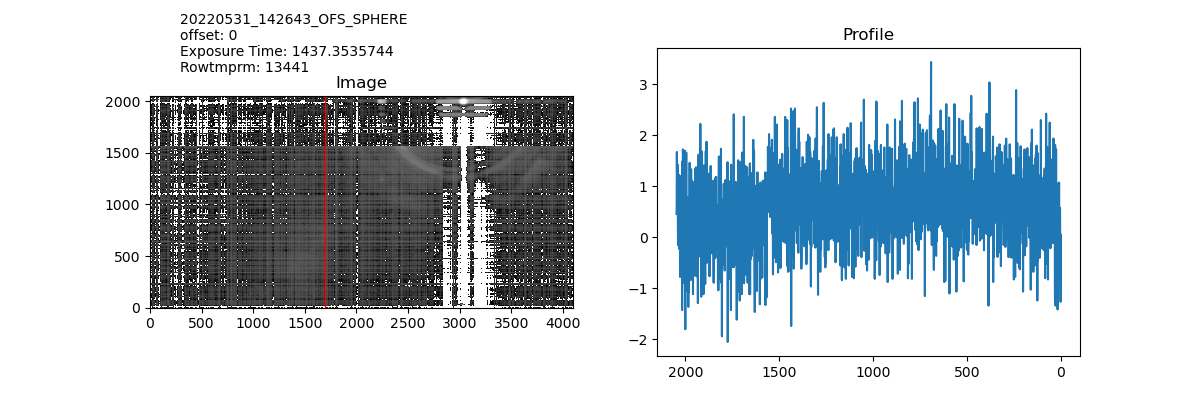 20220531_142643_OFS_SPHERE
offset: 0
Exposure Time: 1437.3535744
Rowtmprm: 13441
Image
2000
1500
1000
500
0
0 500 1000 1500 2000 2500 3000 3500 4000
Profile
3
2
1
0
−1
−2
2000 1500 1000 500 0